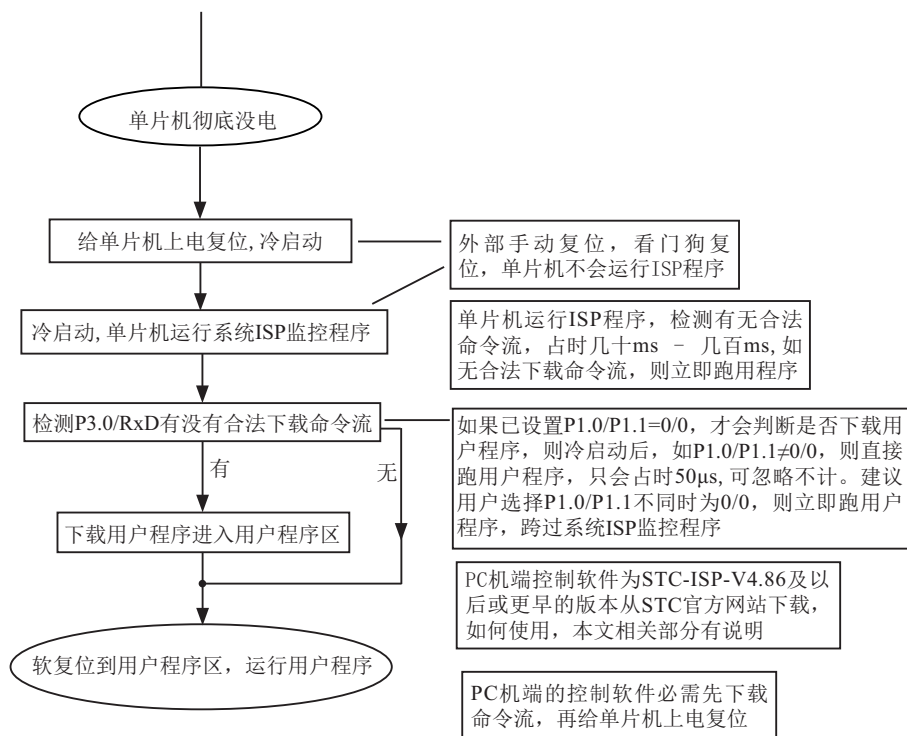 单片机彻底没电
给单片机上电复位,冷启动
外部手动复位，看门狗复
位，单片机不会运行ISP程序
冷启动,单片机运行系统ISP监控程序
单片机运行ISP程序，检测有无合法
命令流，占时几十ms – 几百ms,如
无合法下载命令流，则立即跑用程序
检测P3.0/RxD有没有合法下载命令流
有
无
如果已设置P1.0/P1.1=0/0，才会判断是否下载用
户程序，则冷启动后，如P1.0/P1.1≠0/0，则直接
跑用户程序，只会占时50μs,可忽略不计。建议
用户选择P1.0/P1.1不同时为0/0，则立即跑用户
程序，跨过系统ISP监控程序
下载用户程序进入用户程序区
PC机端控制软件为STC-ISP-V4.86及以
后或更早的版本从STC官方网站下载，
如何使用，本文相关部分有说明
软复位到用户程序区，运行用户程序
PC机端的控制软件必需先下载
命令流，再给单片机上电复位